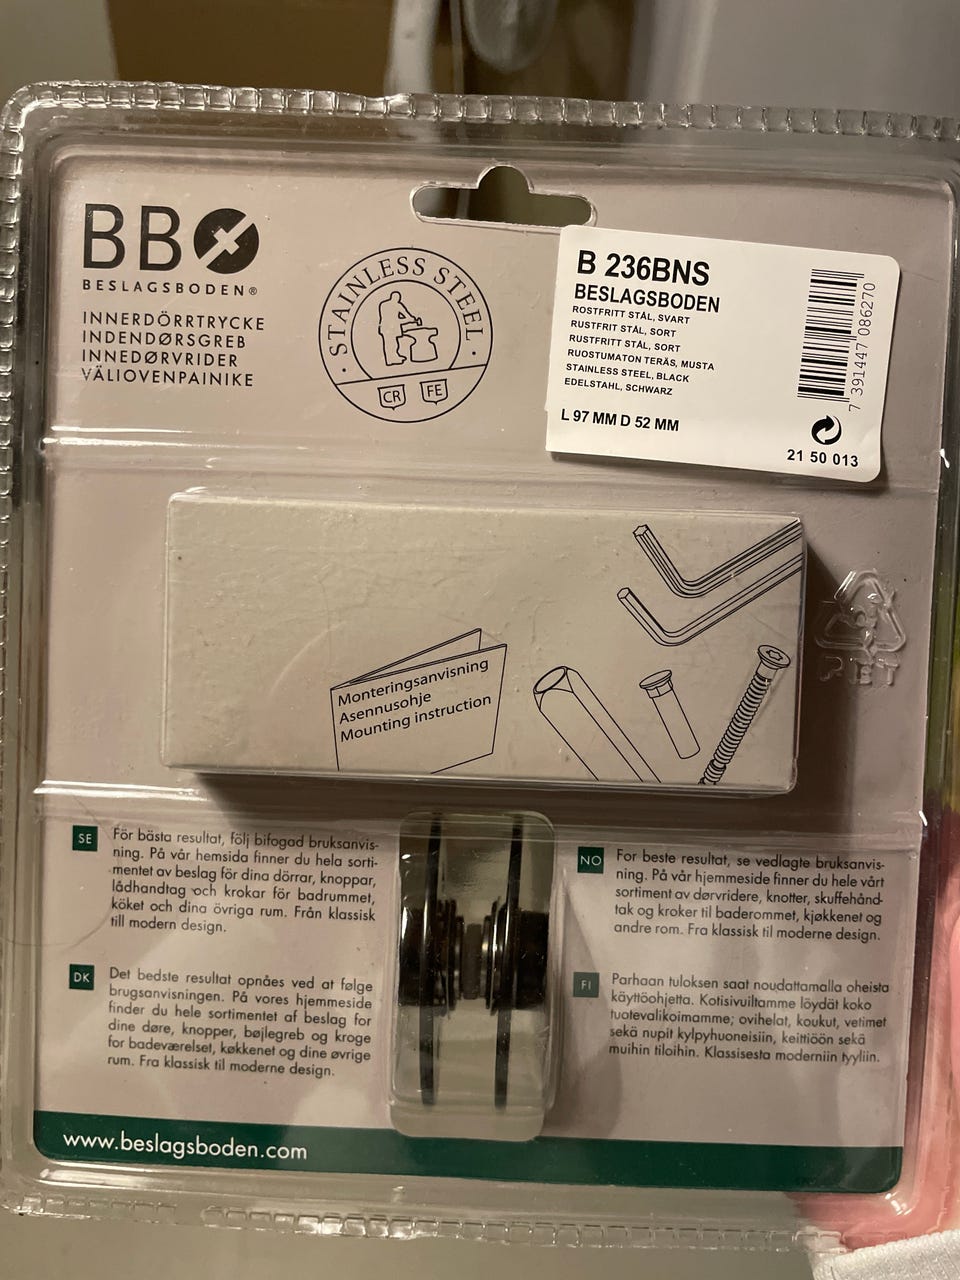 BB
BESLAGSBODEN®
INNERDÖRRTRYCKE
INDENDØRSGREB
INNEDØRVRIDER
VÄLIOVENPAINIKE
· STAINLESS STEEL ·
CR FE
B 236BNS
BESLAGSBODEN
ROSTFRITT STÅL, SVART
RUSTFRIT STÅL, SORT
RUSTFRITT STÅL, SORT
RUOSTUMATON TERÄS, MUSTA
STAINLESS STEEL, BLACK
EDELSTAHL, SCHWARZ
L 97 MM D 52 MM
7 391447 086270
21 50 013
Monteringsanvisning
Asennusohje
Mounting instruction
SE
För bästa resultat, följ bifogad bruksanvis-
ning. På vår hemsida finner du hela sorti-
mentet av beslag för dina dörrar, knoppar,
lådhandtag och krokar för badrummet,
köket och dina övriga rum. Från klassisk
till modern design.
DK
Det bedste resultat opnåes ved at følge
brugsanvisningen. På vores hjemmeside
finder du hele sortimentet af beslag for
dine døre, knopper, bøjlegreb og kroge
for badeværelset, køkkenet og dine øvrige
rum. Fra klassisk til moderne design.
NO
For beste resultat, se vedlagte bruksanvis-
ning. På vår hjemmeside finner du hele vårt
sortiment av dørvridere, knotter, skuffehånd-
tak og kroker til baderommet, kjøkkenet og
andre rom. Fra klassisk til moderne design.
FI
Parhaan tuloksen saat noudattamalla oheista
käyttöohjetta. Kotisivuiltamme löydät koko
tuotevalikoimamme; ovihelat, koukut, vetimet
sekä nupit kylpyhuoneisiin, keittiöön sekä
muihin tiloihin. Klassisesta moderniin tyyliin.
www.beslagsboden.com